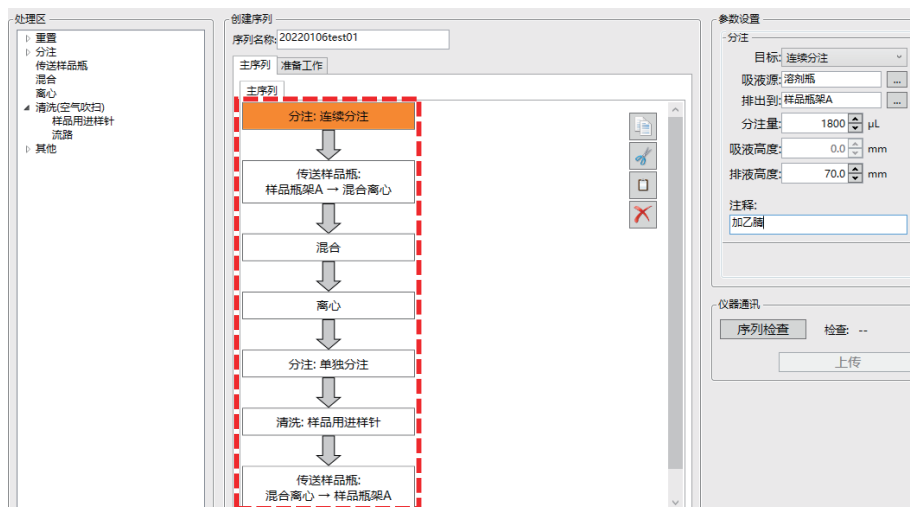 处理区
重置
分注
传送样品瓶
混合
离心
清洗(空气吹扫)
样品用进样针
流路
其他
创建序列
序列名称: 20220106test01
主序列 准备工作
主序列
分注: 连续分注
传送样品瓶:
样品瓶架A → 混合离心
混合
离心
分注: 单独分注
清洗: 样品用进样针
传送样品瓶:
混合离心 → 样品瓶架A
参数设置
分注
目标: 连续分注
吸液源: 溶剂瓶 ...
排出到: 样品瓶架A ...
分注量: 1800 μL
吸液高度: 0.0 mm
排液高度: 70.0 mm
注释:
加乙腈
仪器通讯
序列检查 检查: --
上传